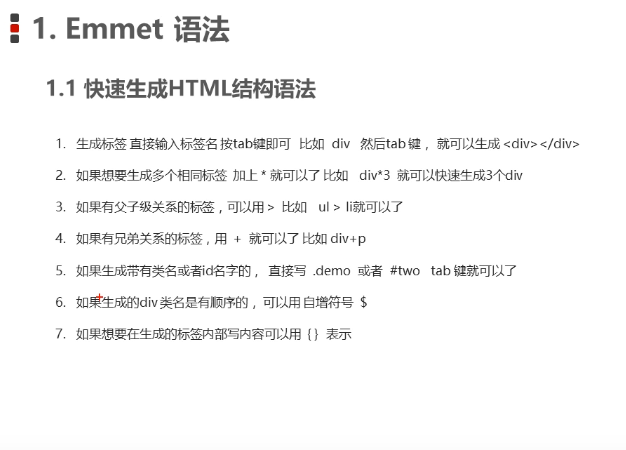 1. Emmet 语法
1.1 快速生成HTML结构语法
1. 生成标签 直接输入标签名 按tab键即可 比如 div 然后tab 键， 就可以生成 <div></div>
2. 如果想要生成多个相同标签 加上 * 就可以了 比如 div*3 就可以快速生成3个div
3. 如果有父子级关系的标签，可以用 > 比如 ul > li就可以了
4. 如果有兄弟关系的标签，用 + 就可以了 比如 div+p
5. 如果生成带有类名或者id名字的， 直接写 .demo 或者 #two tab 键就可以了
6. 如果生成的div 类名是有顺序的， 可以用 自增符号 $
7. 如果想要在生成的标签内部写内容可以用 { } 表示